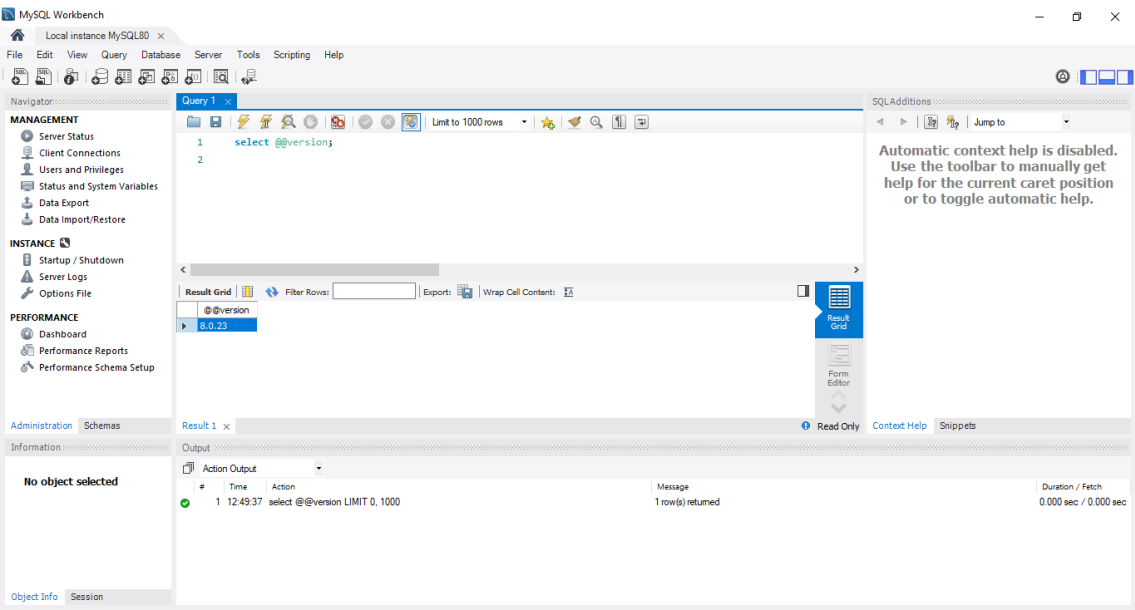 MySQL Workbench
Local instance MySQL80
File Edit View Query Database Server Tools Scripting Help
Navigator
MANAGEMENT
Server Status
Client Connections
Users and Privileges
Status and System Variables
Data Export
Data Import/Restore
INSTANCE
Startup / Shutdown
Server Logs
Options File
PERFORMANCE
Dashboard
Performance Reports
Performance Schema Setup
Administration Schemas
Query 1
Limit to 1000 rows
1 select @@version;
2
Result Grid Filter Rows: Export: Wrap Cell Content:
@@version
8.0.23
Result
Grid
Form
Editor
Result 1 Read Only
SQLAdditions
Jump to
Automatic context help is disabled.
Use the toolbar to manually get
help for the current caret position
or to toggle automatic help.
Context Help Snippets
Information
No object selected
Object Info Session
Output
Action Output
# Time Action Message Duration / Fetch
1 12:49:37 select @@version LIMIT 0, 1000 1 row(s) returned 0.000 sec / 0.000 sec